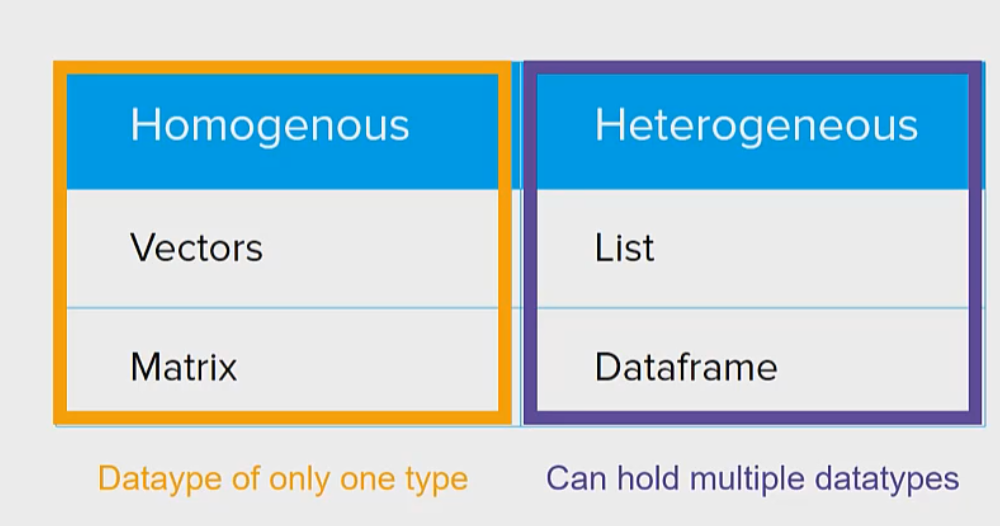 Homogenous
Heterogeneous
Vectors
List
Matrix
Dataframe
Dataype of only one type
Can hold multiple datatypes